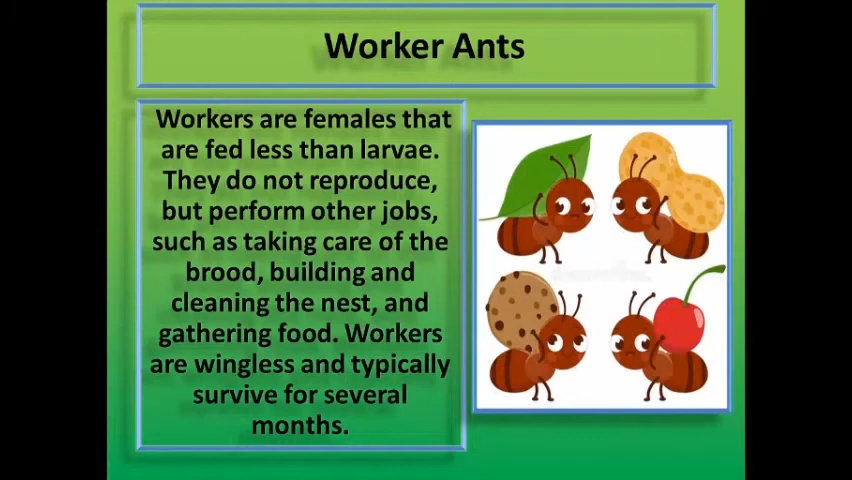 Worker Ants
Workers are females that
are fed less than larvae.
They do not reproduce,
but perform other jobs,
such as taking care of the
brood, building and
cleaning the nest, and
gathering food. Workers
are wingless and typically
survive for several
months.